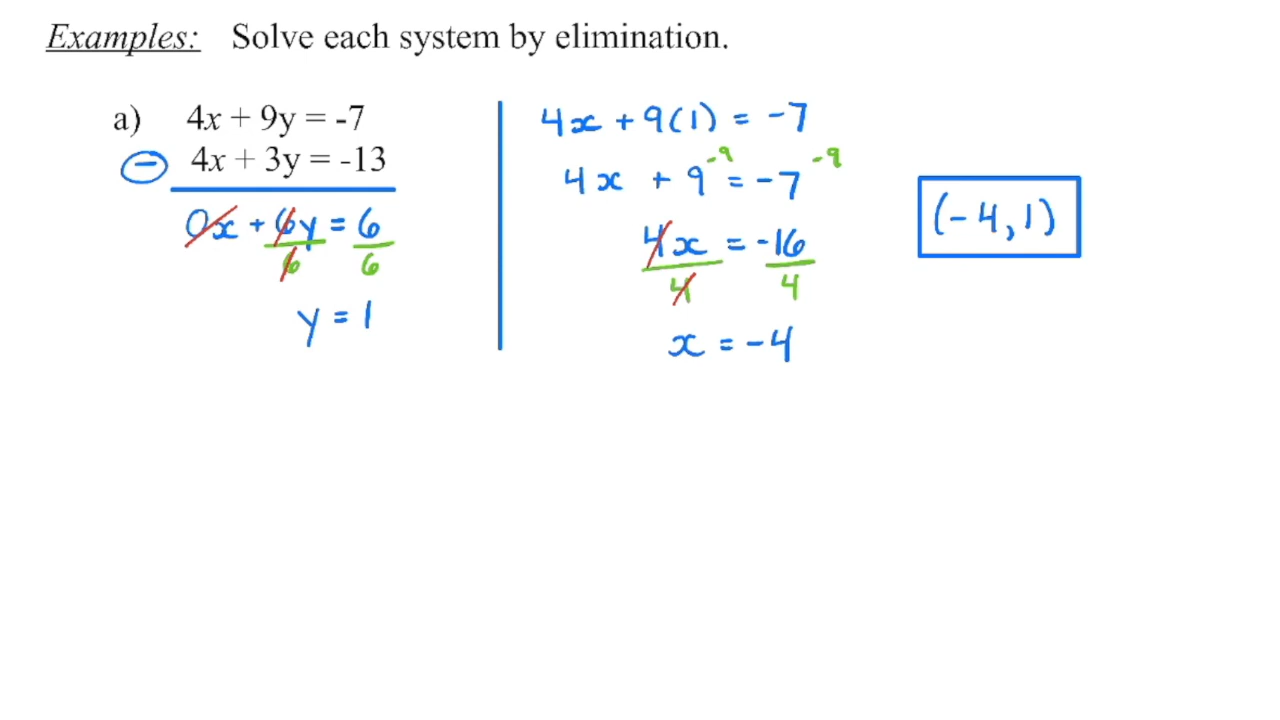 Examples: Solve each system by elimination.
a) 4x + 9y = -7
− 4x + 3y = -13
0x + 6y = 6
6 6
y = 1
4x + 9(1) = -7
-9 -9
4x + 9 = -7
4x = -16
4 4
x = -4
(-4, 1)